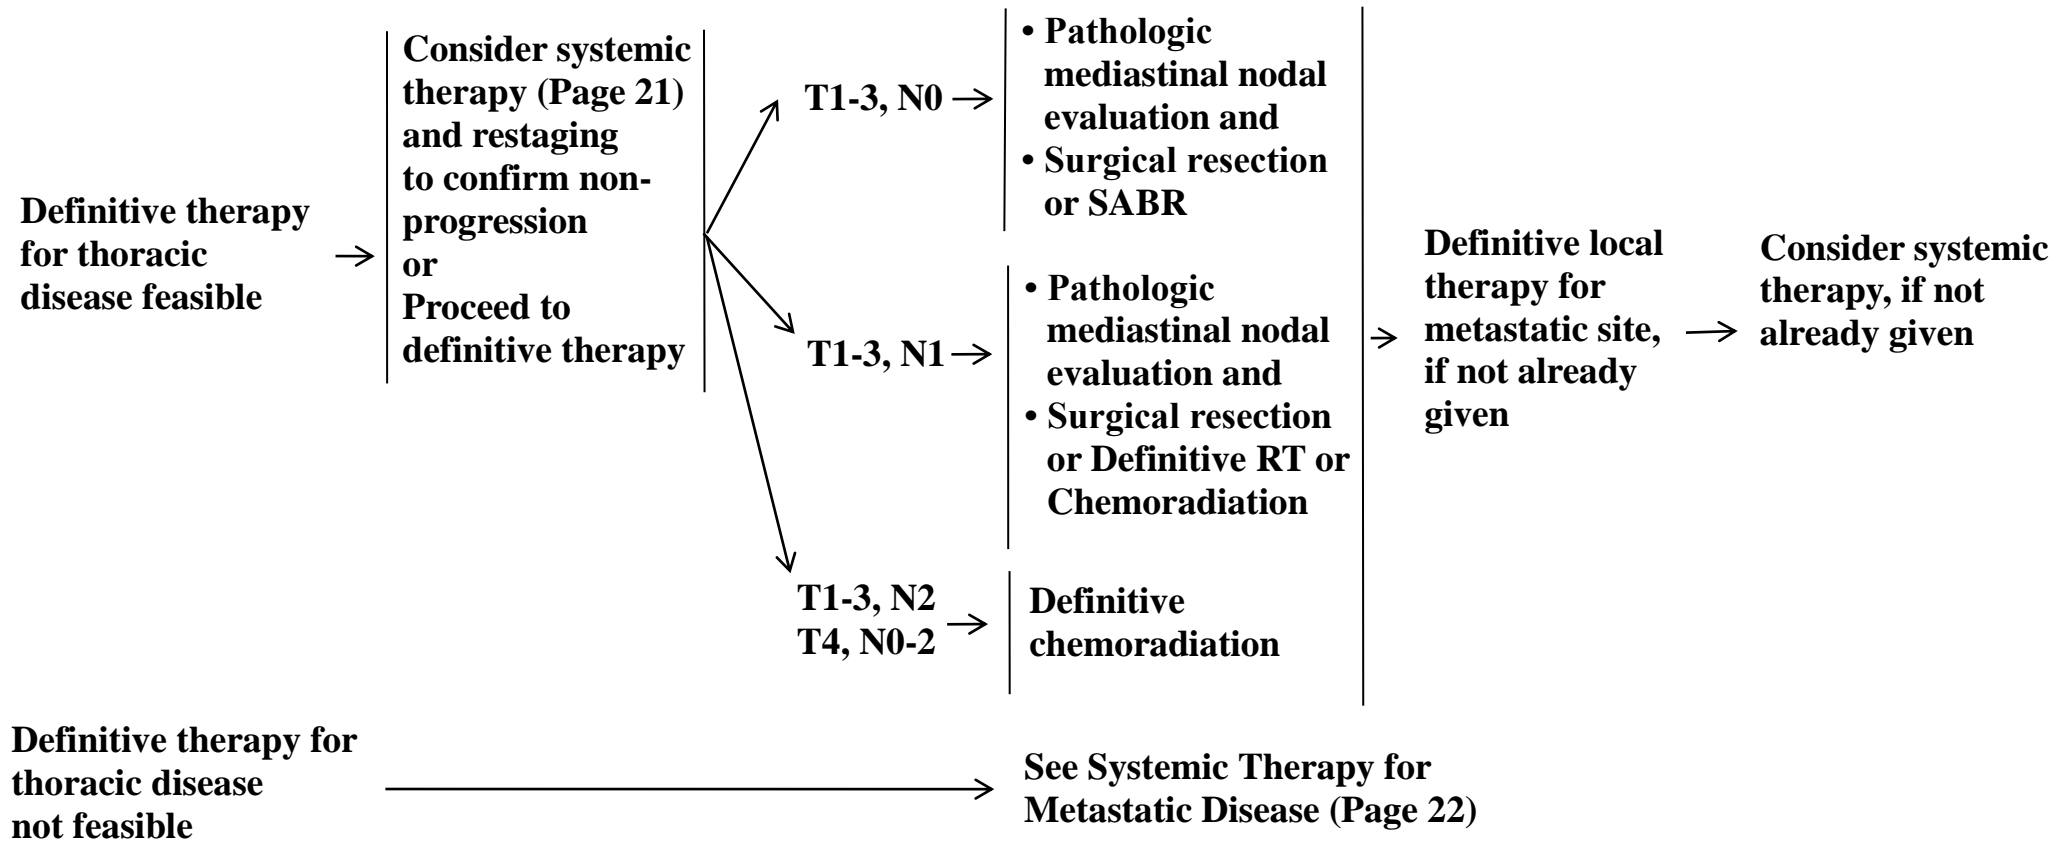 Definitive therapy
for thoracic
disease feasible
Consider systemic
therapy (Page 21)
and restaging
to confirm non-
progression
or
Proceed to
definitive therapy
T1-3, N0
• Pathologic
mediastinal nodal
evaluation and
• Surgical resection
or SABR
T1-3, N1
• Pathologic
mediastinal nodal
evaluation and
• Surgical resection
or Definitive RT or
Chemoradiation
T1-3, N2
T4, N0-2
Definitive
chemoradiation
Definitive local
therapy for
metastatic site,
if not already
given
Consider systemic
therapy, if not
already given
Definitive therapy for
thoracic disease
not feasible
See Systemic Therapy for
Metastatic Disease (Page 22)